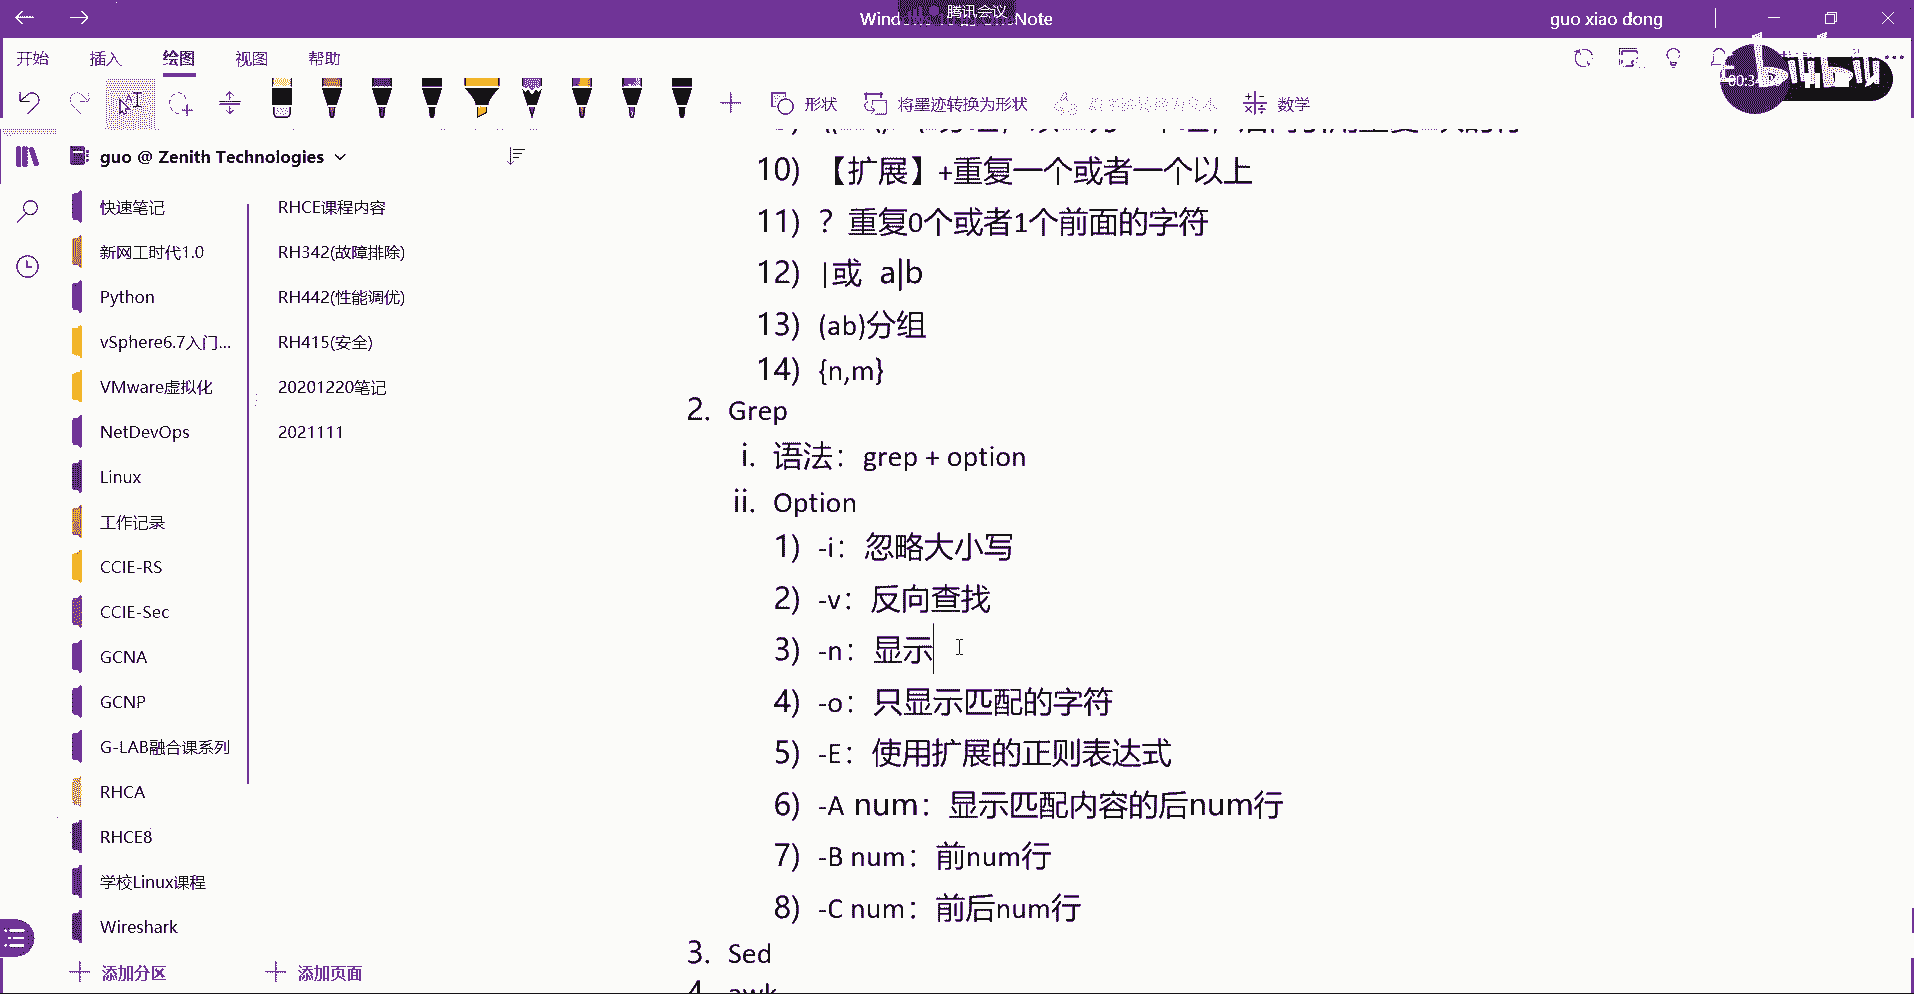 腾讯会议
guo xiao dong
开始 插入 绘图 视图 帮助
形状 将墨迹转换为形状 数学
guo @ Zenith Technologies
快速笔记
新网工时代1.0
Python
vSphere6.7入门...
VMware虚拟化
NetDevOps
Linux
工作记录
CCIE-RS
CCIE-Sec
GCNA
GCNP
G-LAB融合课系列
RHCA
RHCE8
学校Linux课程
Wireshark
添加分区
RHCE课程内容
RH342(故障排除)
RH442(性能调优)
RH415(安全)
20201220笔记
2021111
添加页面
10) 【扩展】+重复一个或者一个以上
11) ？重复0个或者1个前面的字符
12) |或 a|b
13) (ab)分组
14) {n,m}
2. Grep
i. 语法：grep + option
ii. Option
1) -i：忽略大小写
2) -v：反向查找
3) -n：显示
4) -o：只显示匹配的字符
5) -E：使用扩展的正则表达式
6) -A num：显示匹配内容的后num行
7) -B num：前num行
8) -C num：前后num行
3. Sed
4. awk
bilibili